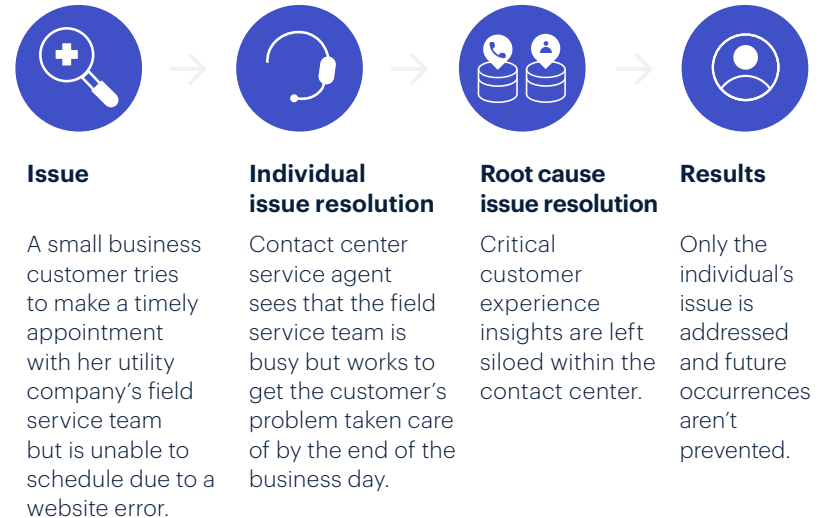 Issue
A small business
customer tries
to make a timely
appointment
with her utility
company’s field
service team
but is unable to
schedule due to a
website error.
Individual
issue resolution
Contact center
service agent
sees that the field
service team is
busy but works to
get the customer’s
problem taken care
of by the end of the
business day.
Root cause
issue resolution
Critical
customer
experience
insights are left
siloed within the
contact center.
Results
Only the
individual’s
issue is
addressed
and future
occurrences
aren’t
prevented.